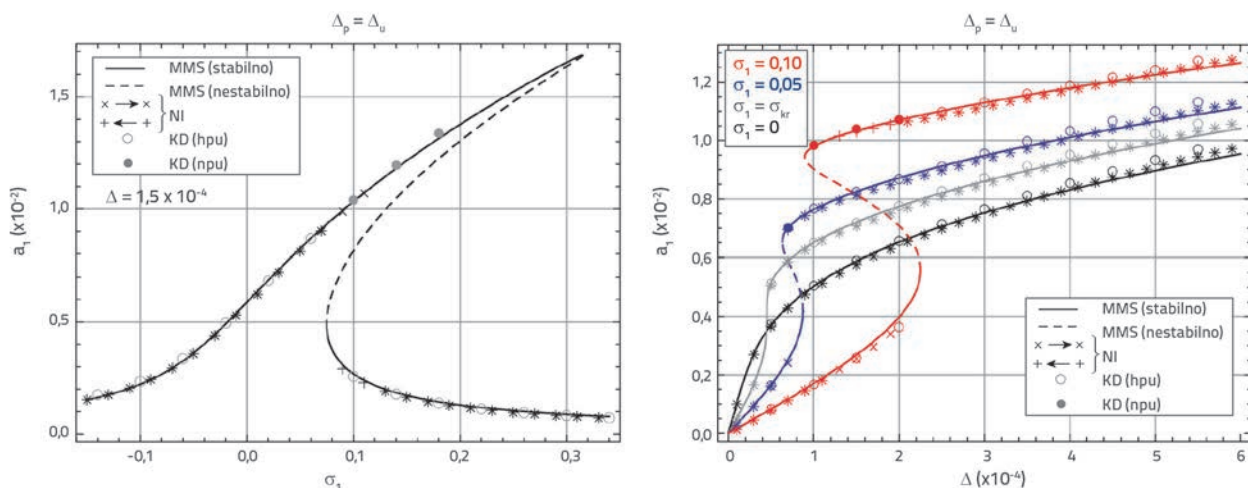 Δp = Δu
MMS (stabilno)
MMS (nestabilno)
NI
KD (hpu)
KD (npu)
Δ = 1,5 x 10⁻⁴
a₁ (x10⁻²)
1,5
1,0
0,5
0,0
-0,1
0,0
0,1
0,2
0,3
σ₁
Δp = Δu
σ₁ = 0,10
σ₁ = 0,05
σ₁ = σkr
σ₁ = 0
a₁ (x10⁻²)
1,2
1,0
0,8
0,6
0,4
0,2
0,0
MMS (stabilno)
MMS (nestabilno)
NI
KD (hpu)
KD (npu)
0
1
2
3
4
5
6
Δ (x10⁻⁴)